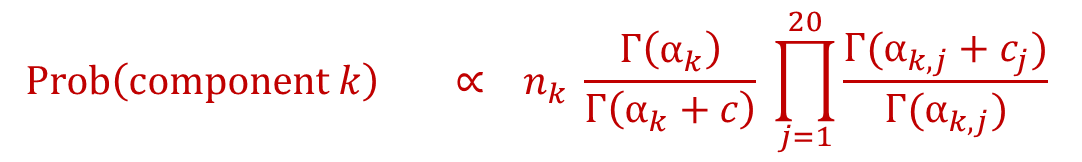 Prob(component k) ∝ n_k Γ(α_k) / Γ(α_k + c) ∏_{j=1}^{20} Γ(α_{k,j} + c_j) / Γ(α_{k,j})